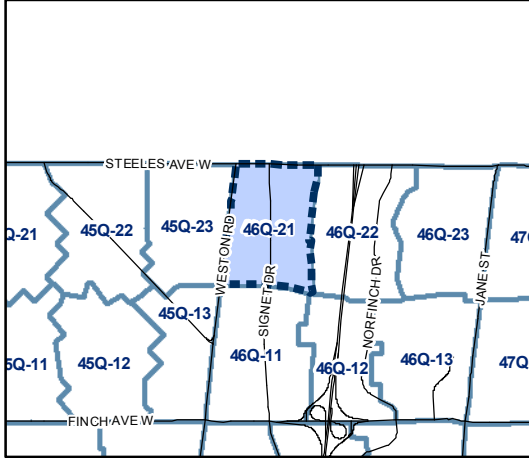 STEELES AVE W
Q-21
45Q-22
45Q-23
WESTON RD
46Q-21
46Q-22
46Q-23
47
SIGNET DR
NORFINCH DR
JANE ST
45Q-13
5Q-11
45Q-12
46Q-11
46Q-12
46Q-13
47Q
FINCH AVE W